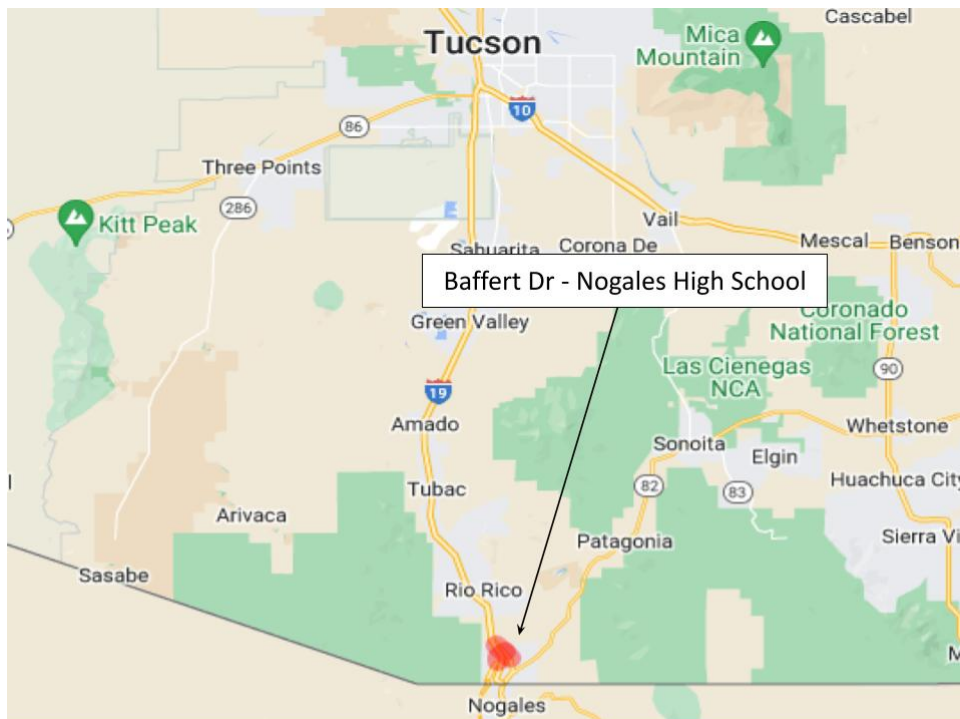 Cascabel
Tucson
Mica
Mountain
10
86
Three Points
286
Kitt Peak
Vail
Mescal
Benson
Sahuarita
Corona De
Baffert Dr - Nogales High School
Green Valley
Coronado
National Forest
Las Cienegas
NCA
90
19
Amado
Whetstone
Sonoita
Elgin
82
83
Tubac
Huachuca City
Arivaca
Patagonia
Sierra Vi
Sasabe
Rio Rico
M
Nogales